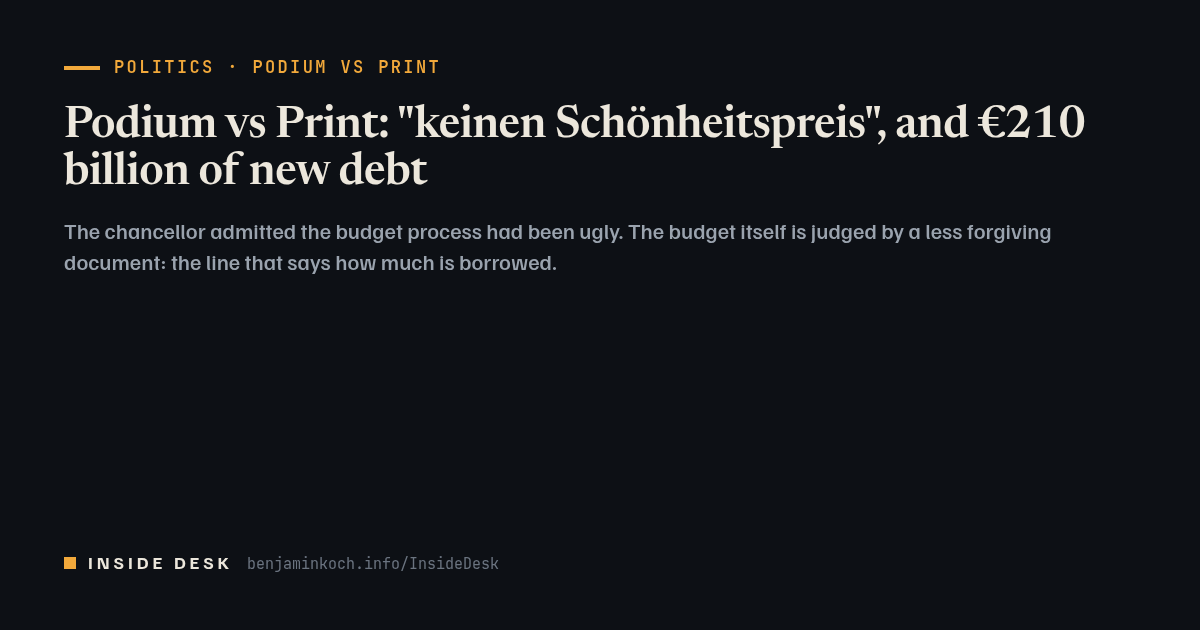 POLITICS · PODIUM VS PRINT
Podium vs Print: "keinen Schönheitspreis", and €210
billion of new debt
The chancellor admitted the budget process had been ugly. The budget itself is judged by a less forgiving
document: the line that says how much is borrowed.
INSIDE DESK benjaminkoch.info/InsideDesk